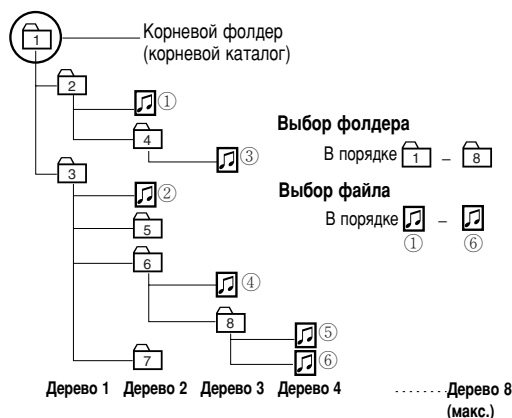 1
Корневой фолдер
(корневой каталог)
2
①
4
③
3
②
5
6
④
8
⑤
⑥
7
Выбор фолдера
В порядке 1 – 8
Выбор файла
В порядке –
① ⑥
Дерево 1 Дерево 2 Дерево 3 Дерево 4 Дерево 8
(макс.)